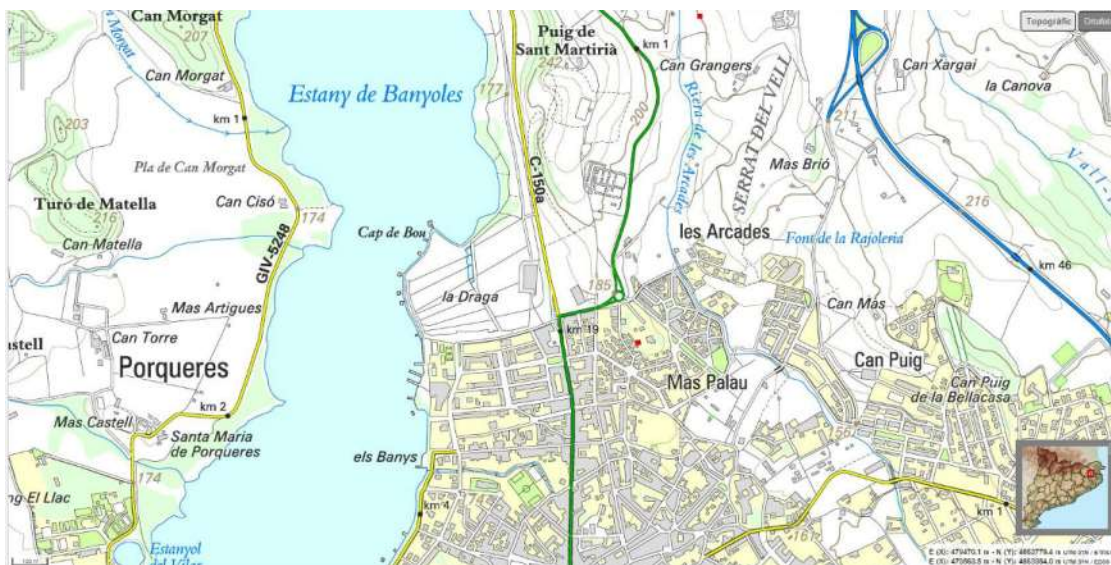 Can Morgat
207
Can Morgat
Can Morgat
km 1
203
Pla de Can Morgat
Turó de Matella
216
Can Matella
Can Cisó
174
GIV-5248
Mas Artigues
Can Torre
Porqueres
km 2
Mas Castell
Santa Maria
de Porqueres
174
Estanyol
del Vilar
Estany de Banyoles
177
C-150a
Cap de Bou
la Draga
els Banys
km 4
Puig de
Sant Martirià
242
km 1
Can Grangers
200
Riera de les Arcades
SERRAT DEL VELL
185
km 19
les Arcades
Mas Palau
Mas Brió
211
Font de la Rajoleria
Can Mas
Can Puig
Can Xargai
la Canova
216
km 46
Can Puig
de la Bellacasa
km 1
161
Topogràfic